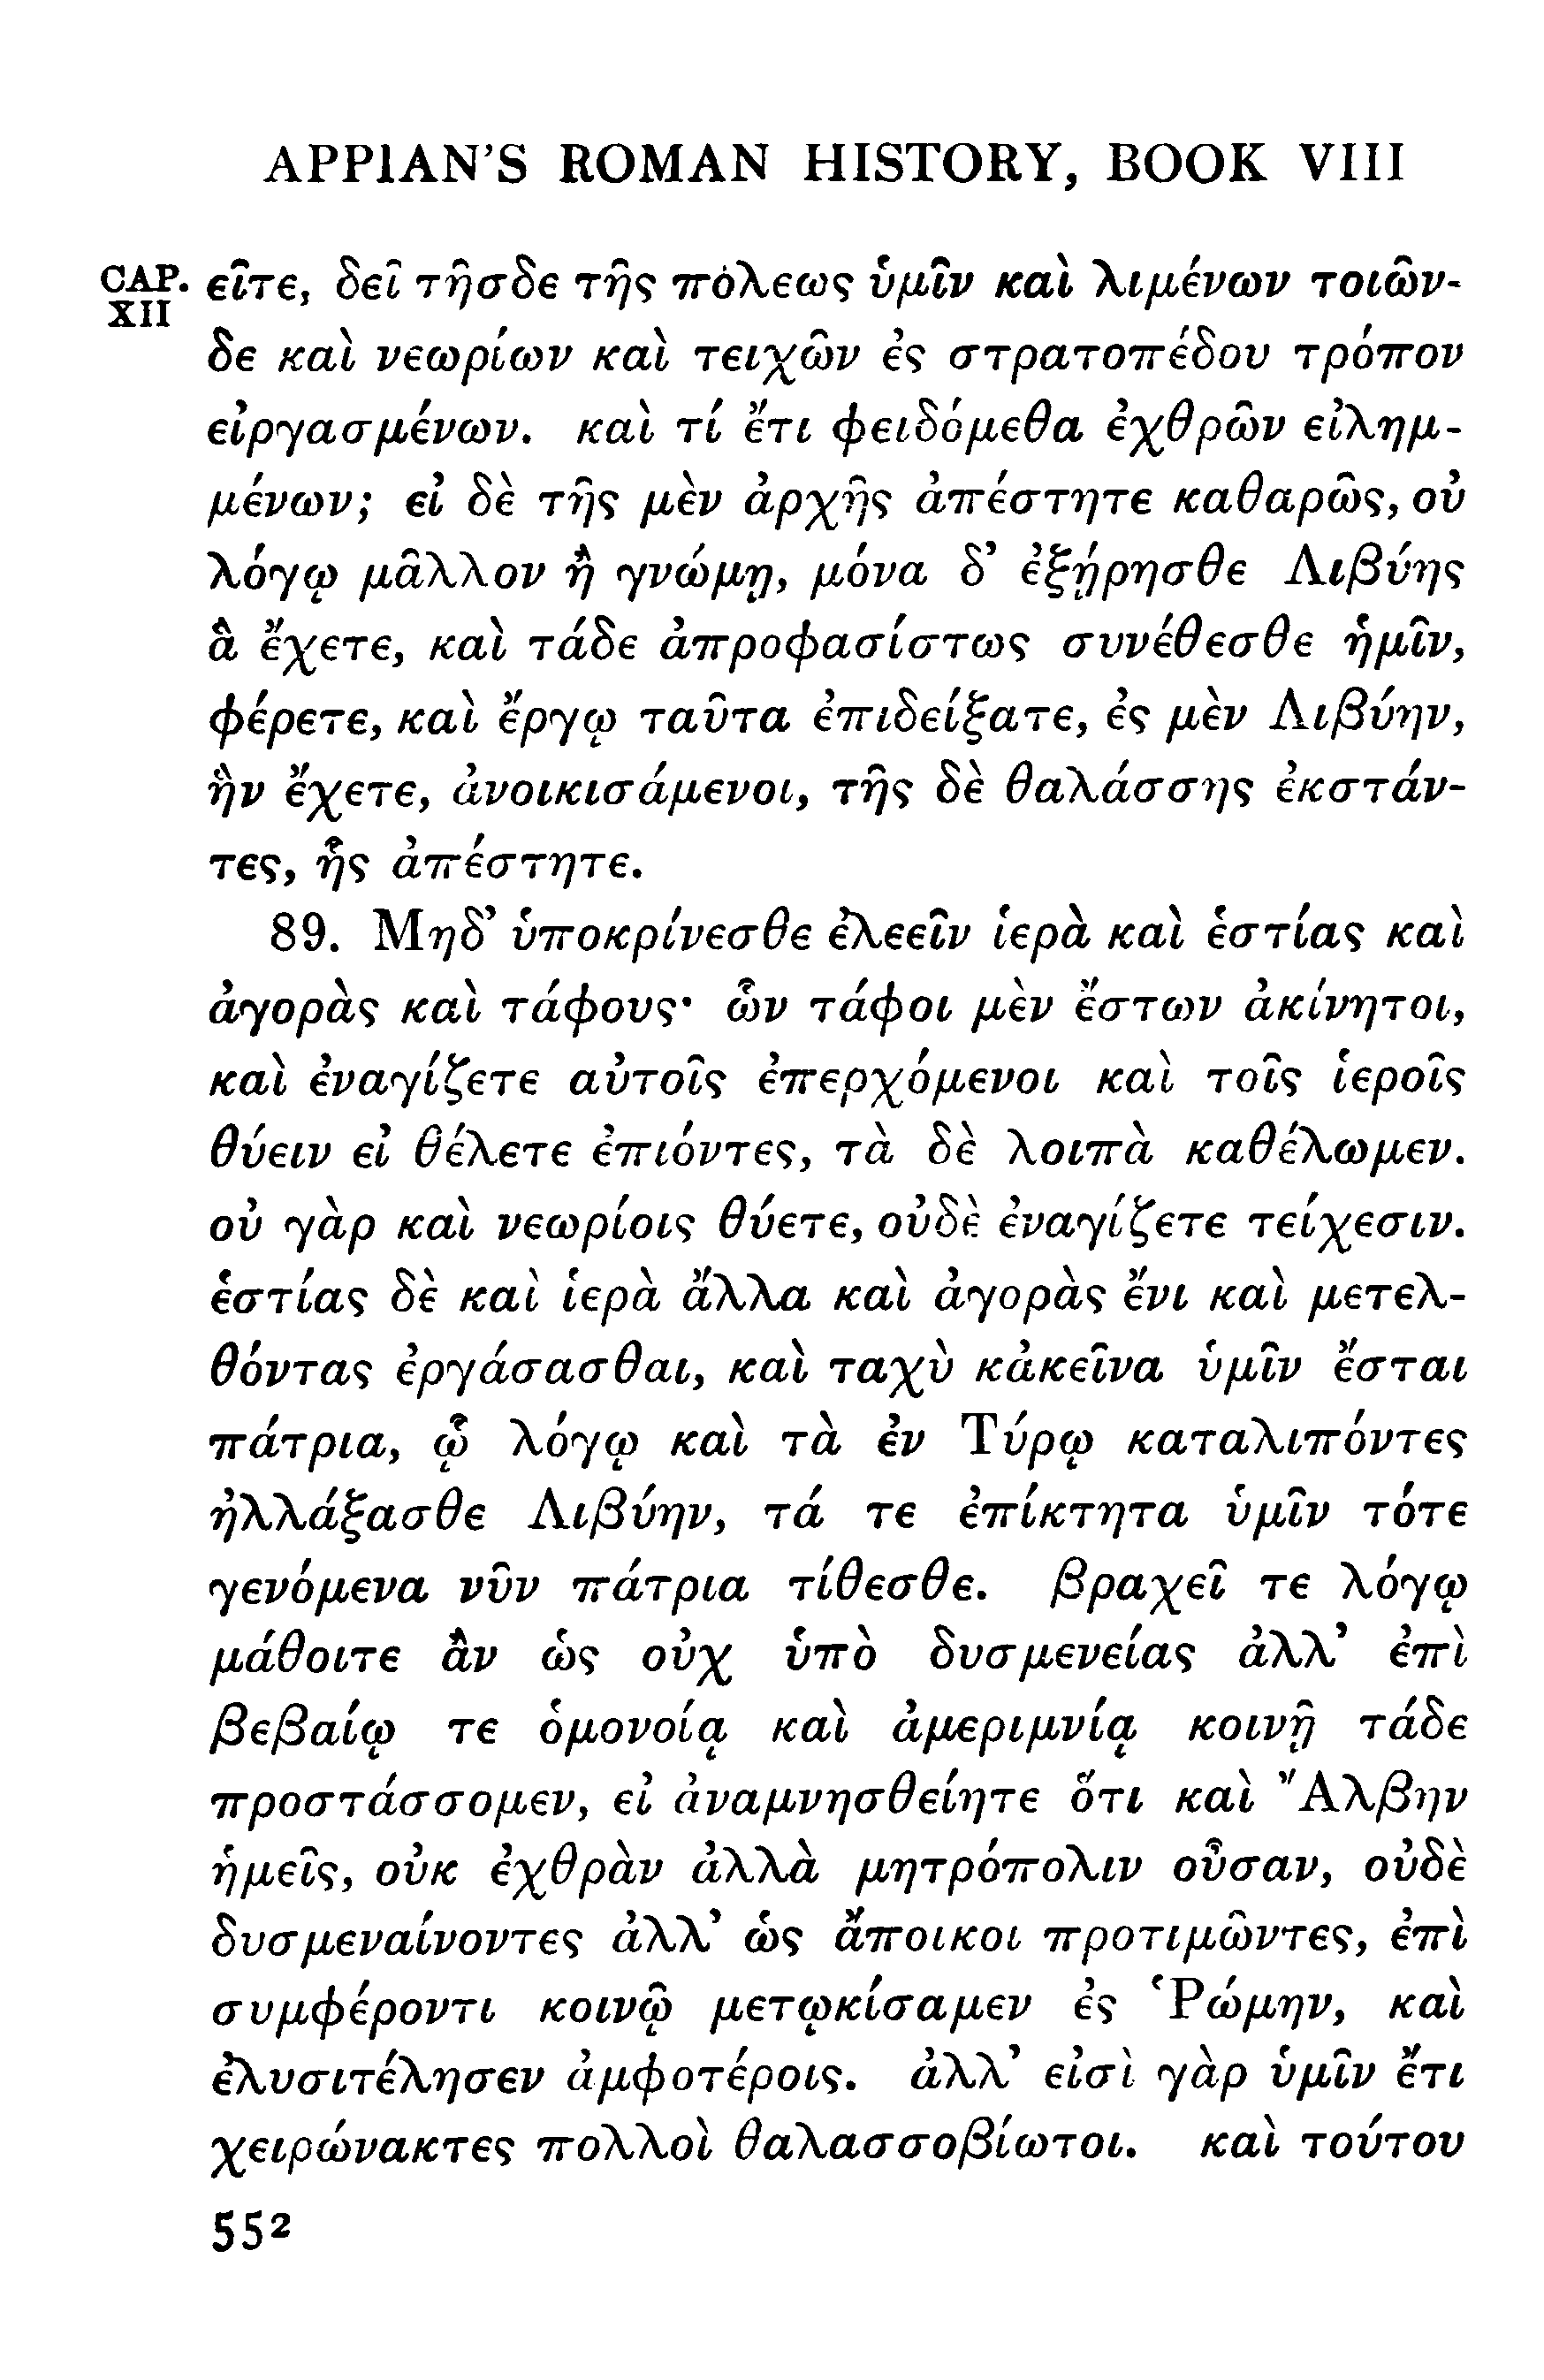 APPIAN'S ROMAN HISTORY, BOOK VIII
CAP. XII εῖτε, δεῖ τῆσδε τῆς πόλεως ὑμῖν καὶ λιμένων τοιῶν-
δε καὶ νεωρίων καὶ τειχῶν ἐς στρατοπέδου τρόπον
εἰργασμένων. καὶ τί ἔτι φειδόμεθα ἐχθρῶν εἰλημ-
μένων; εἰ δὲ τῆς μὲν ἀρχῆς ἀπέστητε καθαρῶς, οὐ
λόγῳ μᾶλλον ἢ γνώμῃ, μόνα δ' ἐξῄρησθε Λιβύης
ἃ ἔχετε, καὶ τάδε ἀπροφασίστως συνέθεσθε ἡμῖν,
φέρετε, καὶ ἔργῳ ταῦτα ἐπιδείξατε, ἐς μὲν Λιβύην,
ἣν ἔχετε, ἀνοικισάμενοι, τῆς δὲ θαλάσσης ἐκστάν-
τες, ἧς ἀπέστητε.
89. Μηδ' ὑποκρίνεσθε ἐλεεῖν ἱερὰ καὶ ἑστίας καὶ
ἀγορὰς καὶ τάφους· ὧν τάφοι μὲν ἔστων ἀκίνητοι,
καὶ ἐναγίζετε αὐτοῖς ἐπερχόμενοι καὶ τοῖς ἱεροῖς
θύειν εἰ θέλετε ἐπιόντες, τὰ δὲ λοιπὰ καθέλωμεν.
οὐ γὰρ καὶ νεωρίοις θύετε, οὐδὲ ἐναγίζετε τείχεσιν.
ἑστίας δὲ καὶ ἱερὰ ἄλλα καὶ ἀγορὰς ἔνι καὶ μετελ-
θόντας ἐργάσασθαι, καὶ ταχὺ κἀκεῖνα ὑμῖν ἔσται
πάτρια, ᾧ λόγῳ καὶ τὰ ἐν Τύρῳ καταλιπόντες
ἠλλάξασθε Λιβύην, τά τε ἐπίκτητα ὑμῖν τότε
γενόμενα νῦν πάτρια τίθεσθε. βραχεῖ τε λόγῳ
μάθοιτε ἂν ὡς οὐχ ὑπὸ δυσμενείας ἀλλ' ἐπὶ
βεβαίῳ τε ὁμονοίᾳ καὶ ἀμεριμνίᾳ κοινῇ τάδε
προστάσσομεν, εἰ ἀναμνησθείητε ὅτι καὶ Ἄλβην
ἡμεῖς, οὐκ ἐχθρὰν ἀλλὰ μητρόπολιν οὖσαν, οὐδὲ
δυσμεναίνοντες ἀλλ' ὡς ἄποικοι προτιμῶντες, ἐπὶ
συμφέροντι κοινῷ μετῳκίσαμεν ἐς Ῥώμην, καὶ
ἐλυσιτέλησεν ἀμφοτέροις. ἀλλ' εἰσὶ γὰρ ὑμῖν ἔτι
χειρώνακτες πολλοὶ θαλασσοβίωτοι. καὶ τούτου
552